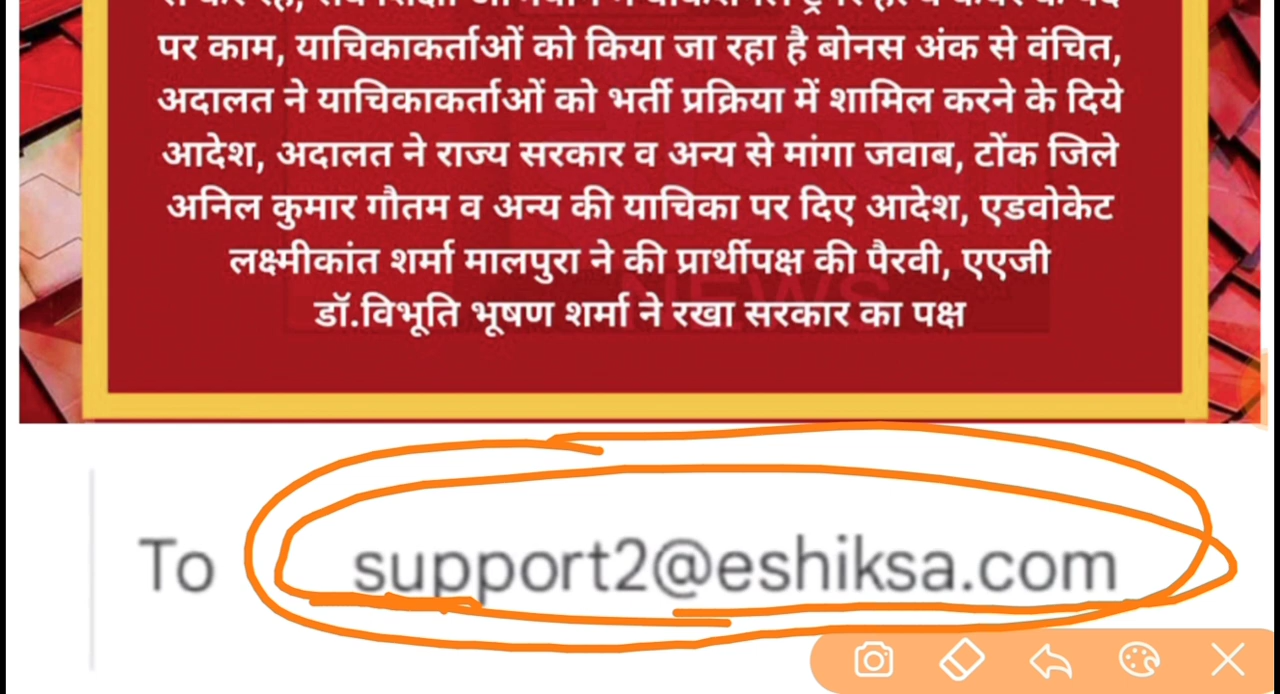 पर काम, याचिकाकर्ताओं को किया जा रहा है बोनस अंक से वंचित,
अदालत ने याचिकाकर्ताओं को भर्ती प्रक्रिया में शामिल करने के दिये
आदेश, अदालत ने राज्य सरकार व अन्य से मांगा जवाब, टोंक जिले
अनिल कुमार गौतम व अन्य की याचिका पर दिए आदेश, एडवोकेट
लक्ष्मीकांत शर्मा मालपुरा ने की प्रार्थीपक्ष की पैरवी, एएजी
NEWS
डॉ.विभूति भूषण शर्मा ने रखा सरकार का पक्ष
To support2@eshiksa.com